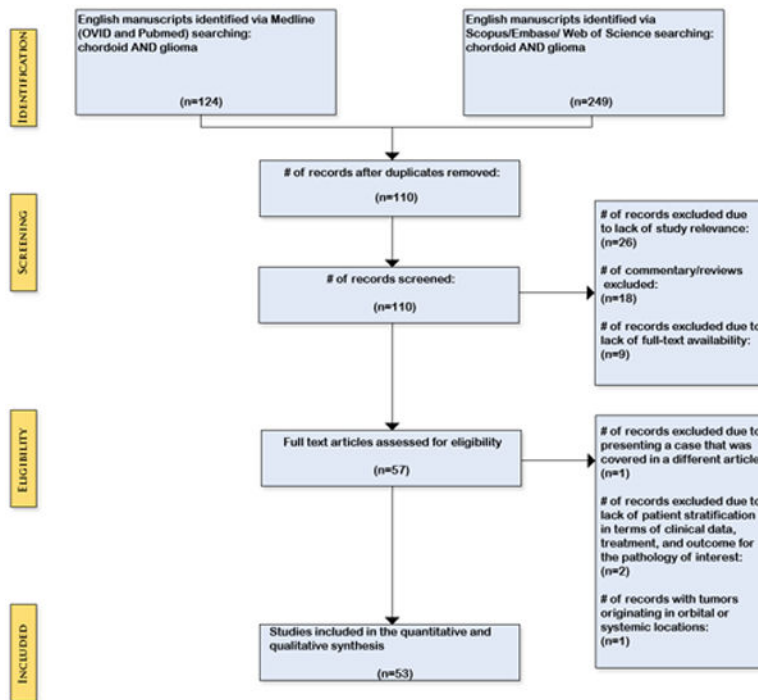 IDENTIFICATION
English manuscripts identified via Medline
(OVID and Pubmed) searching:
chordoid AND glioma
(n=124)
English manuscripts identified via
Scopus/Embase/ Web of Science searching:
chordoid AND glioma
(n=249)
# of records after duplicates removed:
(n=110)
SCREENING
# of records screened:
(n=110)
# of records excluded due
to lack of study relevance:
(n=26)
# of commentary/reviews
excluded:
(n=18)
# of records excluded due to
lack of full-text availability:
(n=9)
ELIGIBILITY
Full text articles assessed for eligibility
(n=57)
# of records excluded due to
presenting a case that was
covered in a different article
(n=1)
# of records excluded due to
lack of patient stratification
in terms of clinical data,
treatment, and outcome for
the pathology of interest:
(n=2)
# of records with tumors
originating in orbital or
systemic locations:
(n=1)
INCLUDED
Studies included in the quantitative and
qualitative synthesis
(n=53)